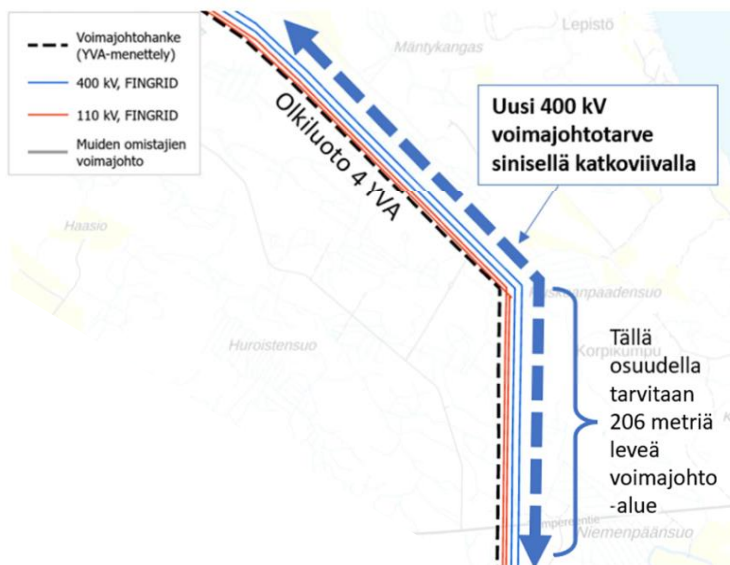 Voimajohtohanke
(YVA-menettely)
400 kV, FINGRID
110 kV, FINGRID
Muiden omistajien
voimajohto
Lepistö
Mäntykangas
Olkiluoto 4 YVA
Uusi 400 kV
voimajohtotarve
sinisellä katkoviivalla
Haasio
Huroistensuo
Korpikumpu
Tällä
osuudella
tarvitaan
206 metriä
leveä
voimajohto
-alue
Niemenpäänsuo